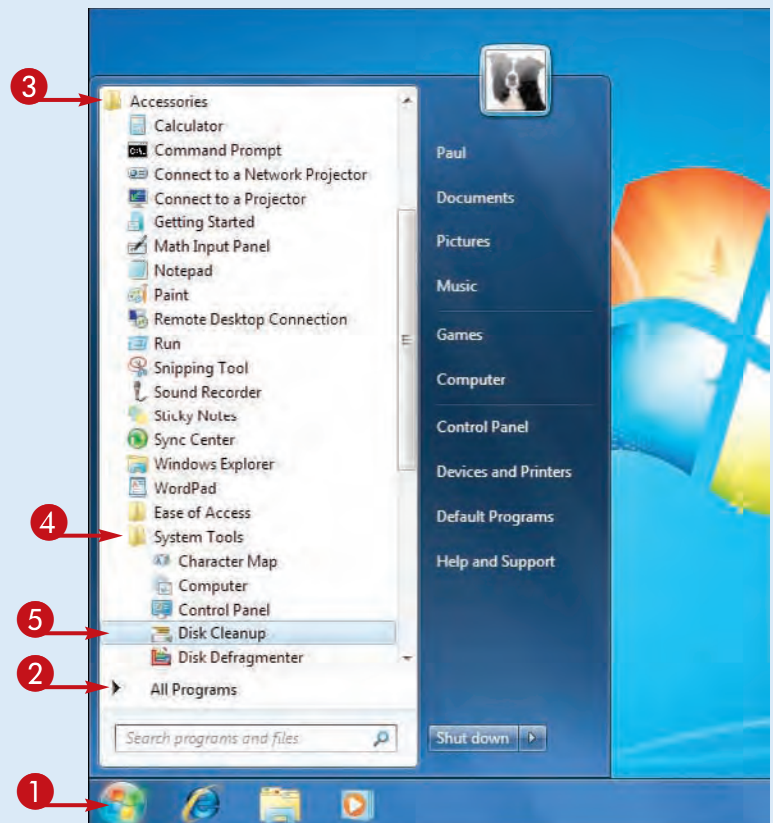 3
Accessories
Calculator
Command Prompt
Connect to a Network Projector
Connect to a Projector
Getting Started
Math Input Panel
Notepad
Paint
Remote Desktop Connection
Run
Snipping Tool
Sound Recorder
Sticky Notes
Sync Center
Windows Explorer
WordPad
Ease of Access
4
System Tools
Character Map
Computer
Control Panel
5
Disk Cleanup
Disk Defragmenter
2
All Programs
Search programs and files
1
Paul
Documents
Pictures
Music
Games
Computer
Control Panel
Devices and Printers
Default Programs
Help and Support
Shut down